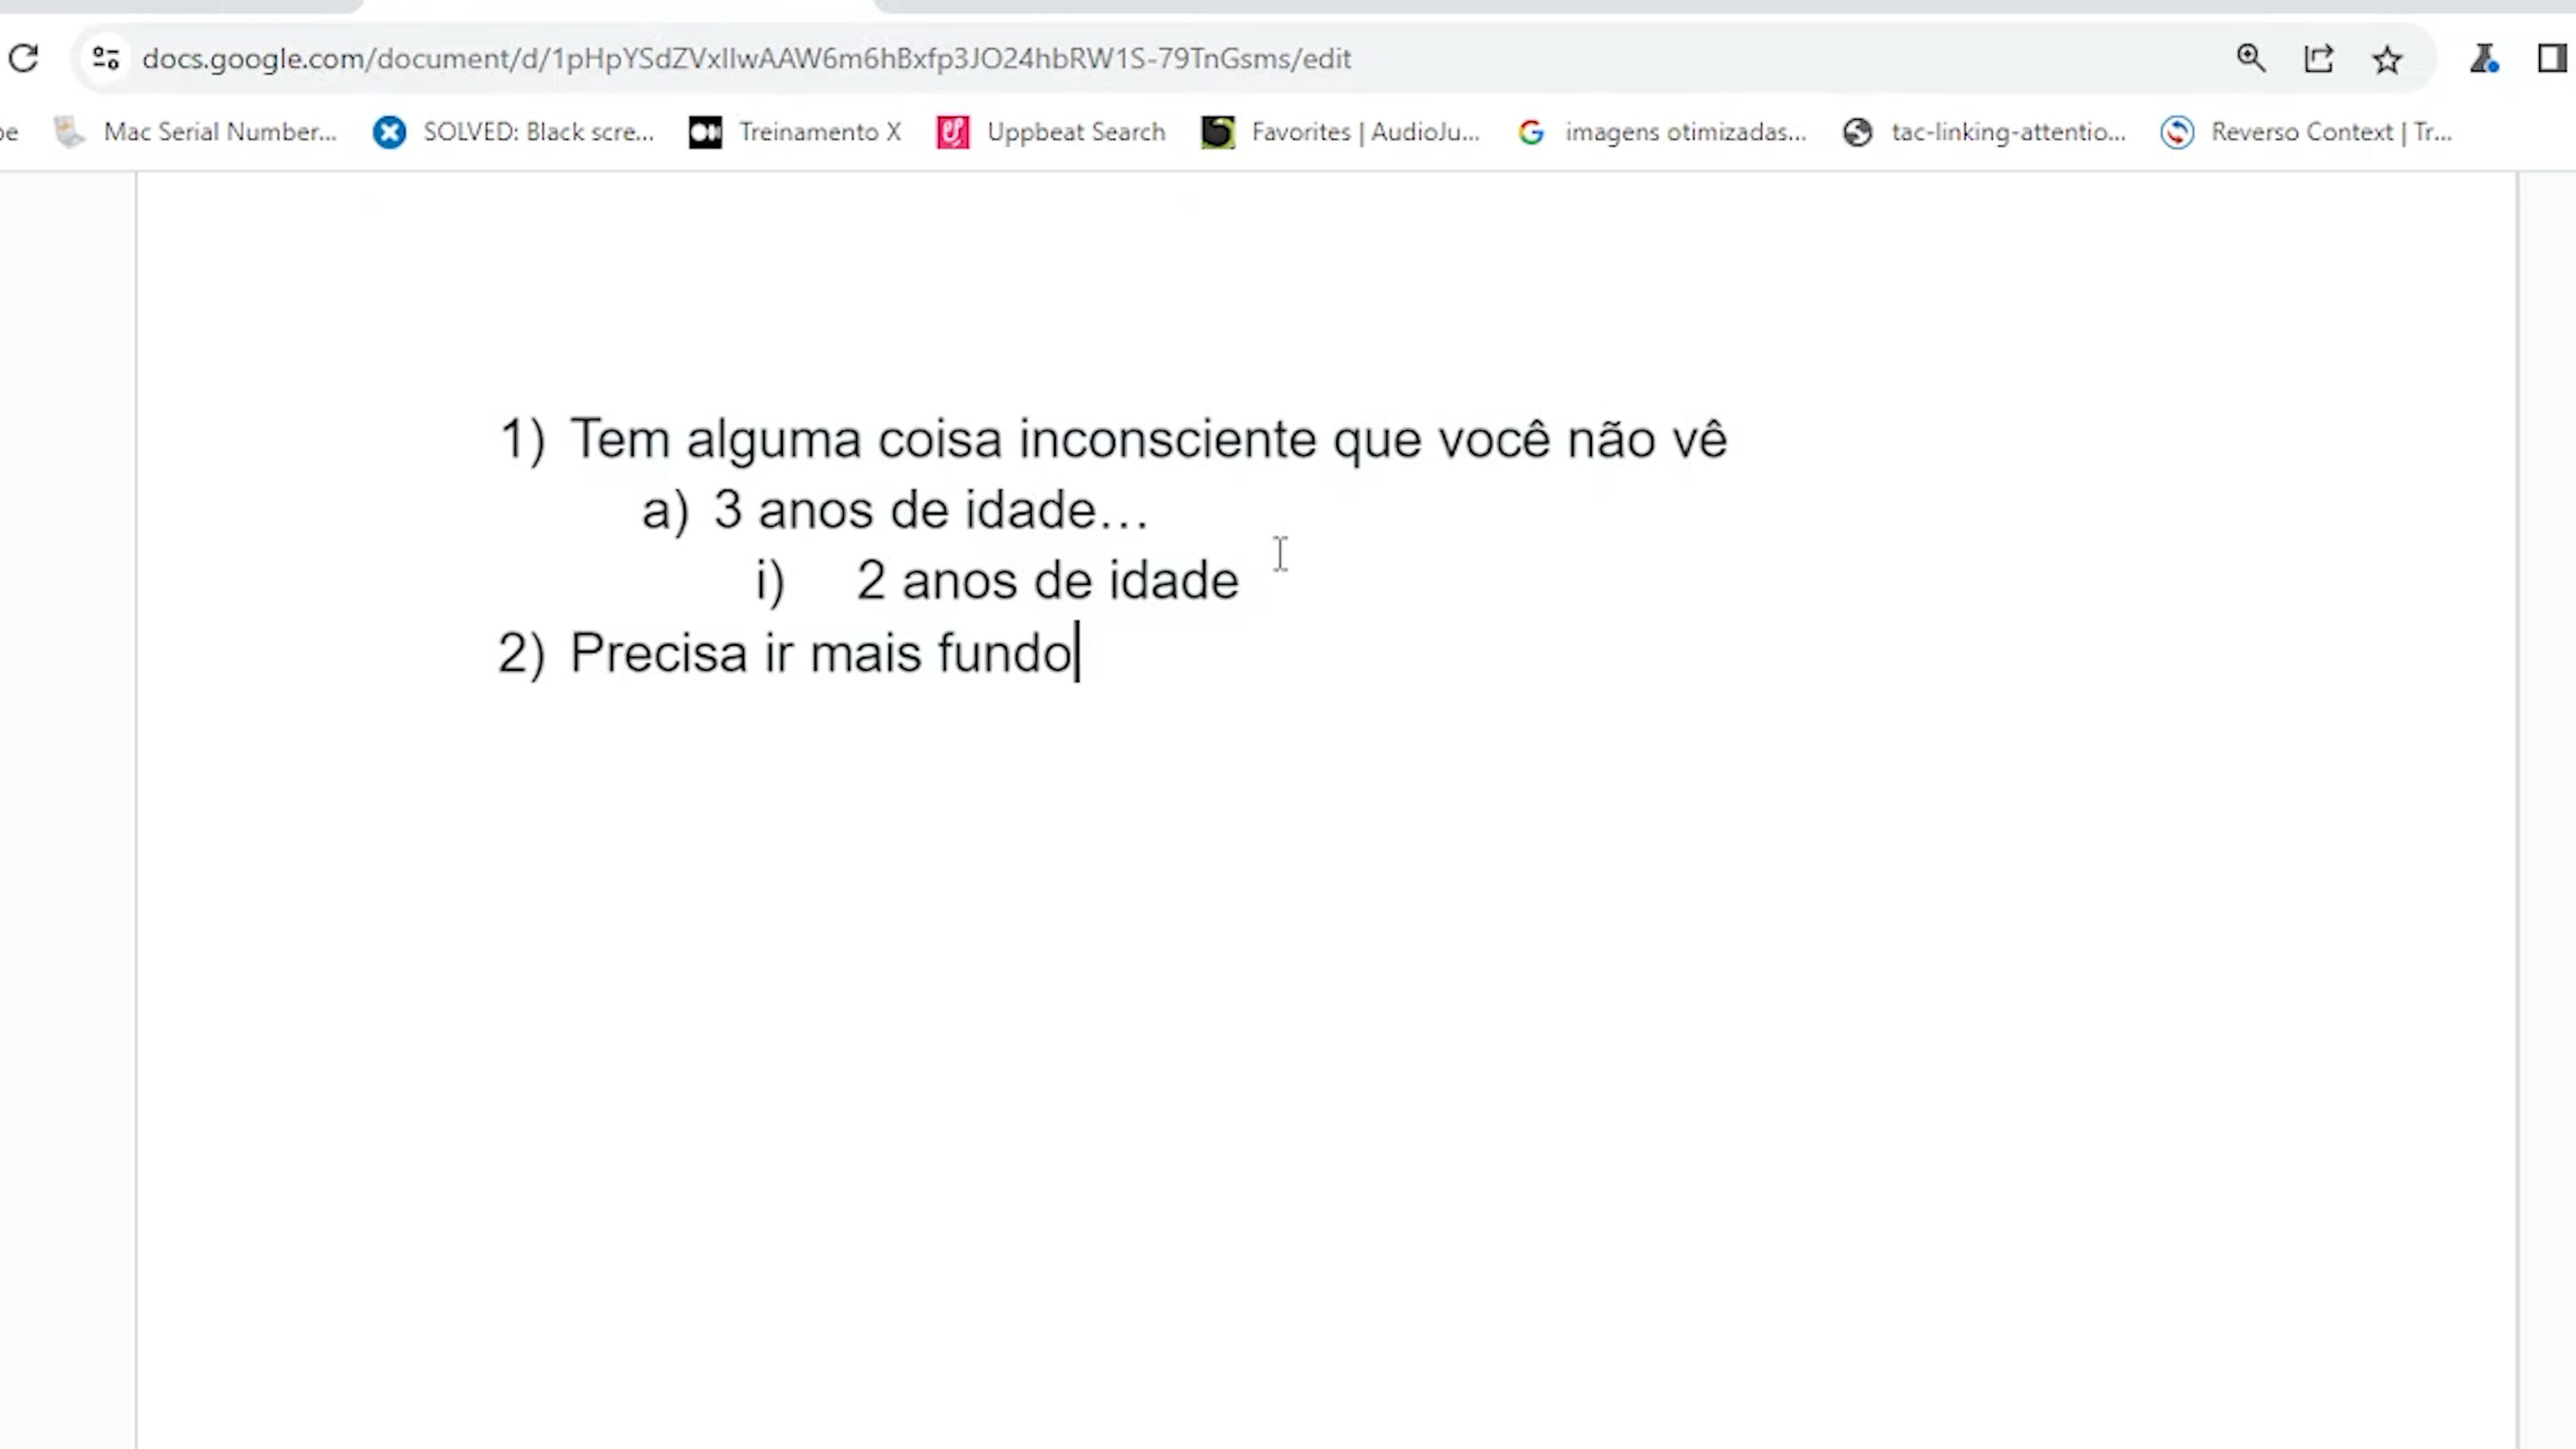 docs.google.com/document/d/1pHpYSdZVxIlwAAW6m6hBxfp3JO24hbRW1S-79TnGsms/edit
Mac Serial Number... SOLVED: Black scre... Treinamento X Uppbeat Search Favorites | AudioJu... imagens otimizadas... tac-linking-attentio... Reverso Context | Tr...
1) Tem alguma coisa inconsciente que você não vê
a) 3 anos de idade...
i) 2 anos de idade
2) Precisa ir mais fundo